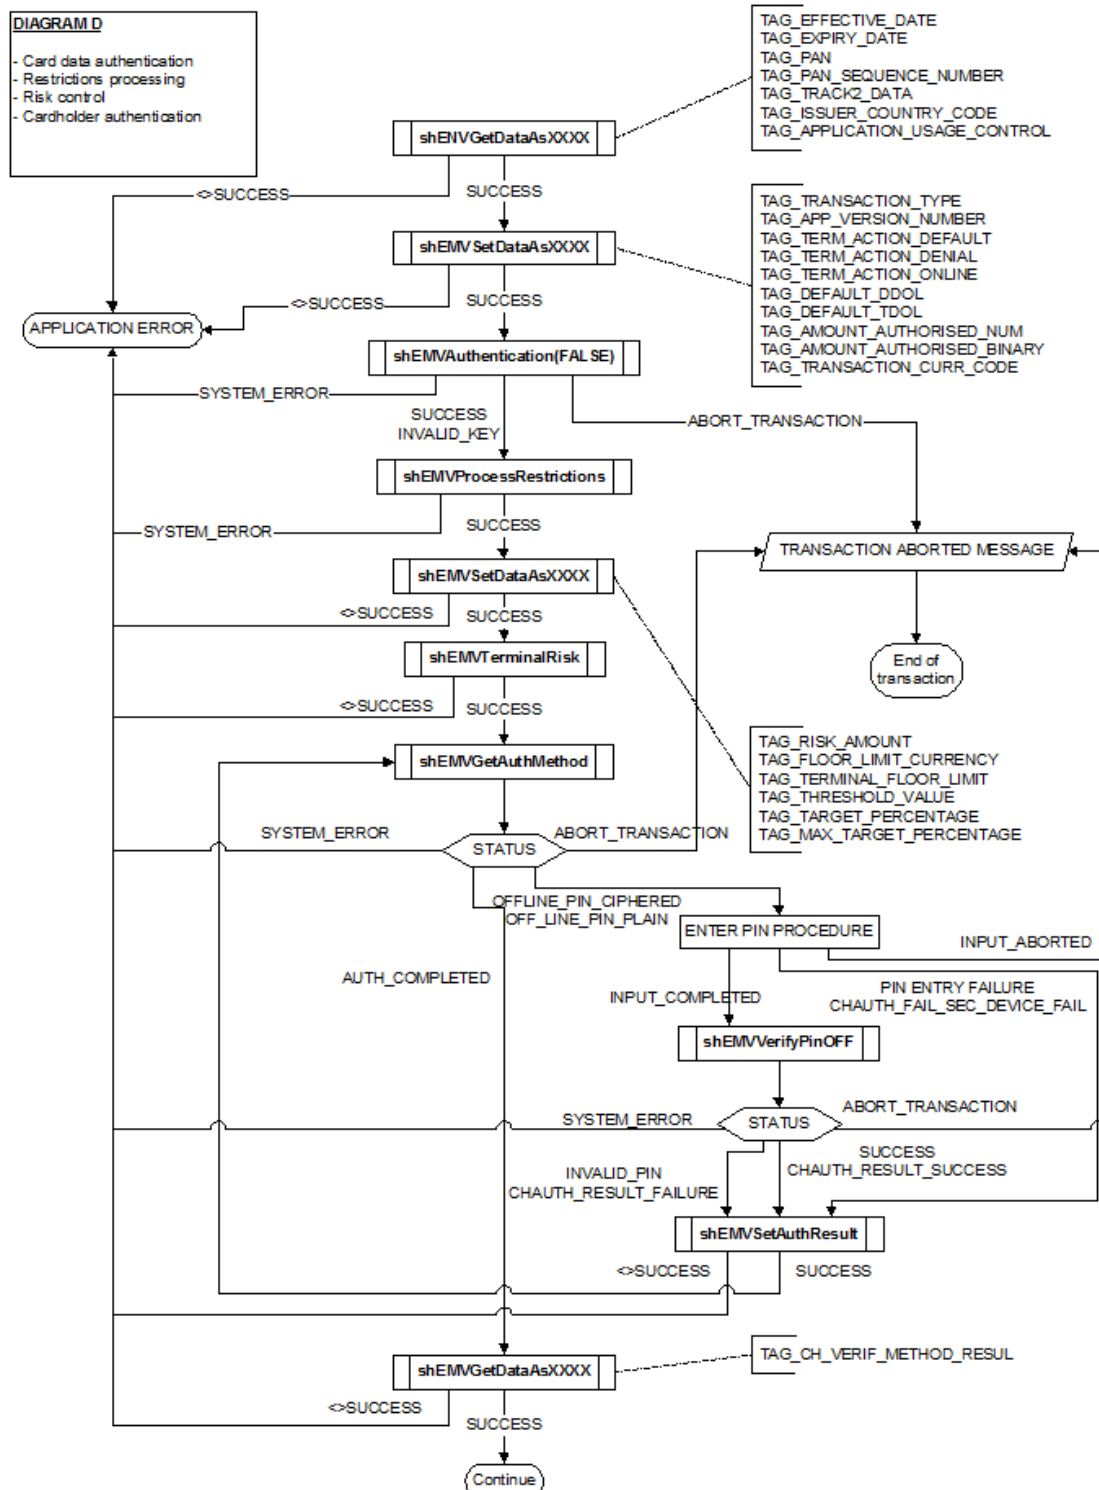 DIAGRAM D
- Card data authentication
- Restrictions processing
- Risk control
- Cardholder authentication
TAG_EFFECTIVE_DATE
TAG_EXPIRY_DATE
TAG_PAN
TAG_PAN_SEQUENCE_NUMBER
TAG_TRACK2_DATA
TAG_ISSUER_COUNTRY_CODE
TAG_APPLICATION_USAGE_CONTROL
shENVGetDataAsXXXX
<>SUCCESS
SUCCESS
TAG_TRANSACTION_TYPE
TAG_APP_VERSION_NUMBER
TAG_TERM_ACTION_DEFAULT
TAG_TERM_ACTION_DENIAL
TAG_TERM_ACTION_ONLINE
TAG_DEFAULT_DDOL
TAG_DEFAULT_TDOL
TAG_AMOUNT_AUTHORISED_NUM
TAG_AMOUNT_AUTHORISED_BINARY
TAG_TRANSACTION_CURR_CODE
shEMVSetDataAsXXXX
<>SUCCESS
SUCCESS
APPLICATION ERROR
shEMVAuthentication(FALSE)
SYSTEM_ERROR
SUCCESS
INVALID_KEY
ABORT_TRANSACTION
shEMVProcessRestrictions
SYSTEM_ERROR
SUCCESS
TRANSACTION ABORTED MESSAGE
shEMVSetDataAsXXXX
<>SUCCESS
SUCCESS
shEMVTerminalRisk
End of
transaction
<>SUCCESS
SUCCESS
TAG_RISK_AMOUNT
TAG_FLOOR_LIMIT_CURRENCY
TAG_TERMINAL_FLOOR_LIMIT
TAG_THRESHOLD_VALUE
TAG_TARGET_PERCENTAGE
TAG_MAX_TARGET_PERCENTAGE
shEMVGetAuthMethod
SYSTEM_ERROR
STATUS
ABORT_TRANSACTION
OFFLINE_PIN_CIPHERED
OFF_LINE_PIN_PLAIN
ENTER PIN PROCEDURE
INPUT_ABORTED
AUTH_COMPLETED
INPUT_COMPLETED
PIN ENTRY FAILURE
CHAUTH_FAIL_SEC_DEVICE_FAIL
shEMVVerifyPinOFF
SYSTEM_ERROR
STATUS
ABORT_TRANSACTION
INVALID_PIN
CHAUTH_RESULT_FAILURE
SUCCESS
CHAUTH_RESULT_SUCCESS
shEMVSetAuthResult
<>SUCCESS
SUCCESS
shEMVGetDataAsXXXX
TAG_CH_VERIF_METHOD_RESUL
<>SUCCESS
SUCCESS
Continue